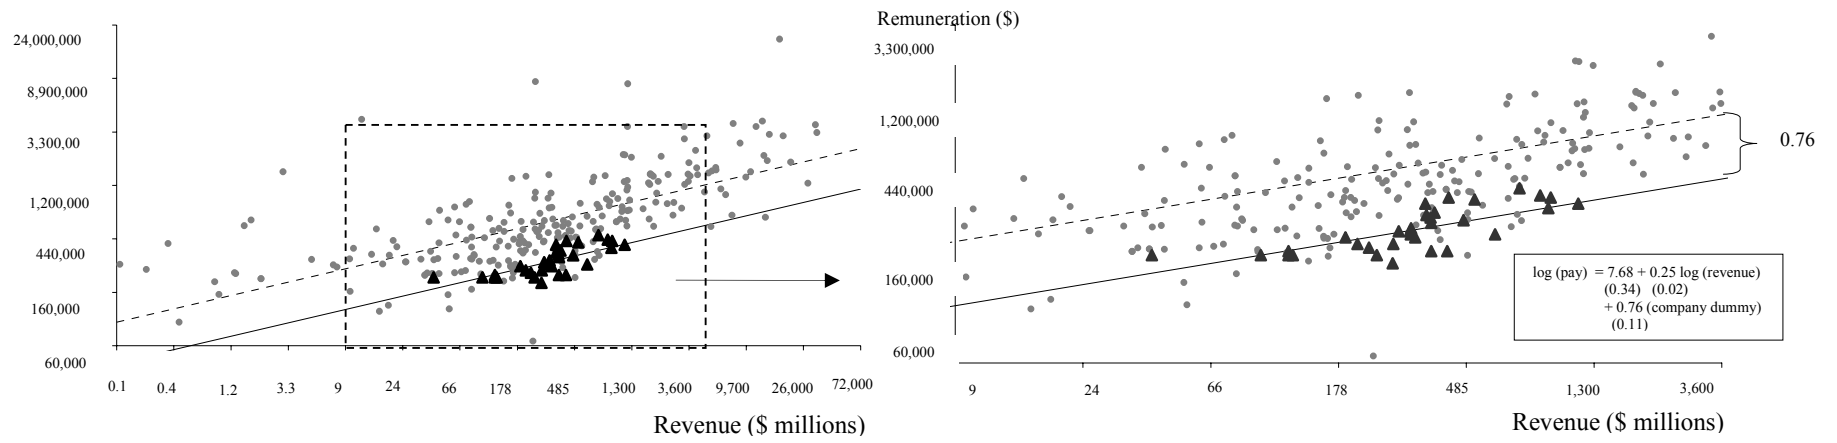 Remuneration ($)
24,000,000
8,900,000
3,300,00
1,200,000
440,000
160,000
60,000
0.1 0.4 1.2 3.3 9 24 66 178 485 1,300 3,600 9,700 26,000 72,000
Revenue ($ millions)
3,300,000
1,200,000
440,000
160,000
60,000
0.76
log (pay) = 7.68 + 0.25 log (revenue)
(0.34) (0.02)
+ 0.76 (company dummy)
(0.11)
9 24 66 178 485 1,300 3,600
Revenue ($ millions)